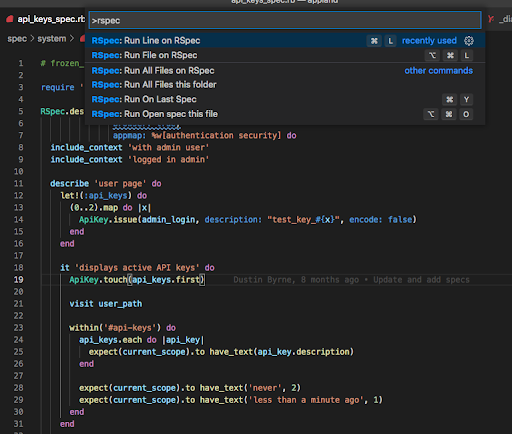 api_keys_spec.rb — appland
api_keys_spec.rb
_dia
>rspec
spec > system >
RSpec: Run Line on RSpec ⌘ L recently used
RSpec: Run File on RSpec ⌥ ⌘ L
RSpec: Run All Files on RSpec other commands
RSpec: Run All Files this folder
RSpec: Run On Last Spec ⌘ Y
RSpec: Run Open spec this file ⌥ ⌘ O
1 # frozen_
2
3 require '
4
5 RSpec.des
6
7 appmap: %w[authentication security] do
8 include_context 'with admin user'
9 include_context 'logged in admin'
10
11 describe 'user page' do
12 let!(:api_keys) do
13 (0..2).map do |x|
14 ApiKey.issue(admin_login, description: "test_key_#{x}", encode: false)
15 end
16 end
17
18 it 'displays active API keys' do
19 ApiKey.touch(api_keys.first) Dustin Byrne, 8 months ago • Update and add specs
20
21 visit user_path
22
23 within('#api-keys') do
24 api_keys.each do |api_key|
25 expect(current_scope).to have_text(api_key.description)
26 end
27
28 expect(current_scope).to have_text('never', 2)
29 expect(current_scope).to have_text('less than a minute ago', 1)
30 end
31 end